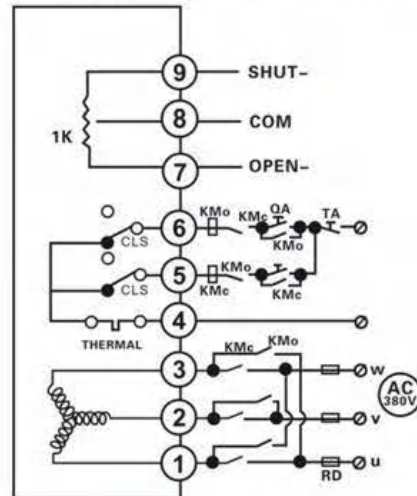 9 SHUT-
1K 8 COM
7 OPEN-
KMo KMc QA TA
6 KMo
CLS
KMo
5
CLS KMc KMc
4
THERMAL
KMc KMo
3 w
AC
380V
2 v
1 u
RD